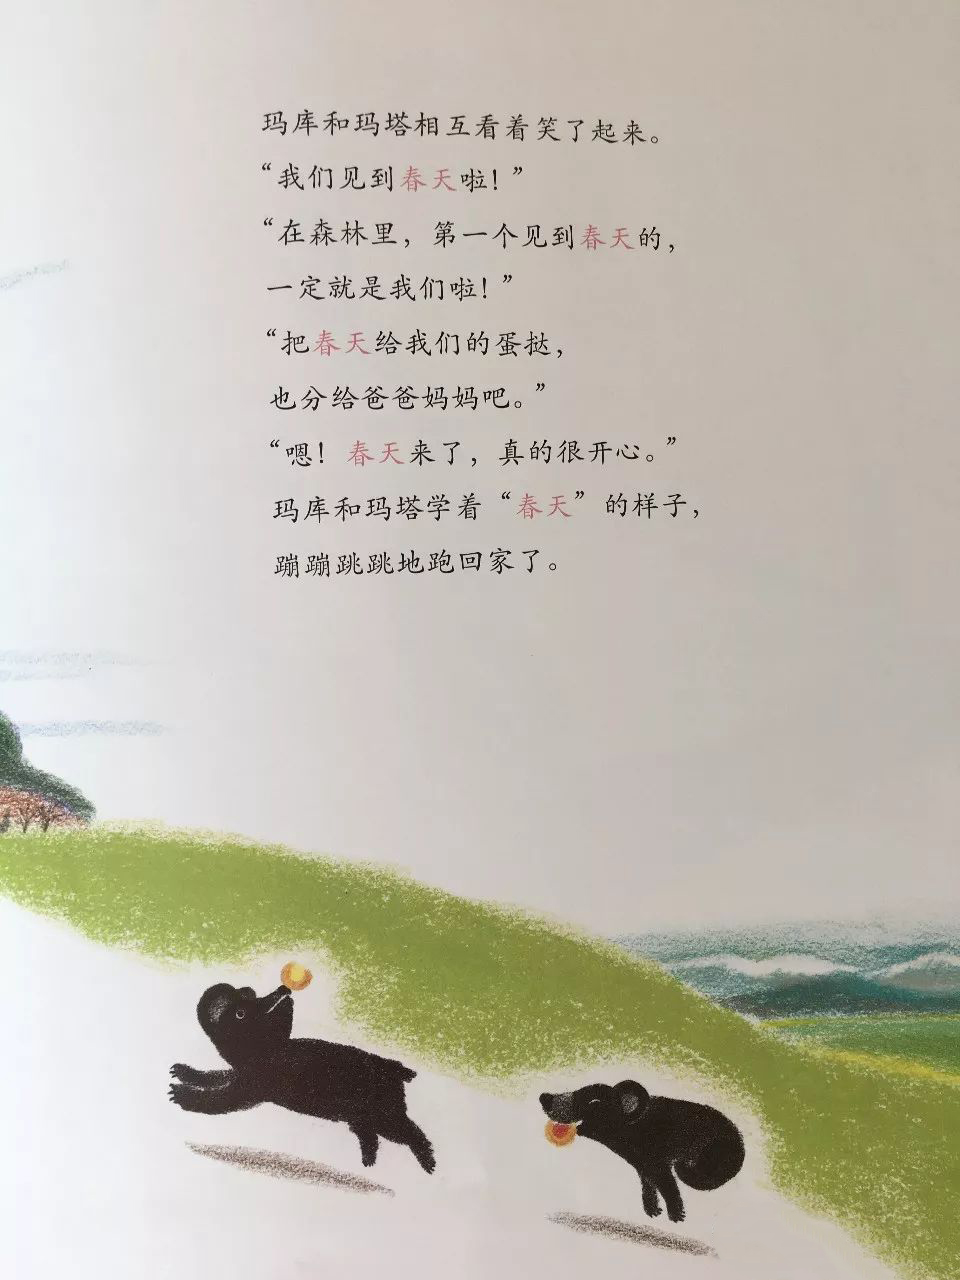 玛库和玛塔相互看着笑了起来。
“我们见到春天啦！”
“在森林里，第一个见到春天的，
一定就是我们啦！”
“把春天给我们的蛋挞，
也分给爸爸妈妈吧。”
“嗯！春天来了，真的很开心。”
玛库和玛塔学着“春天”的样子，
蹦蹦跳跳地跑回家了。